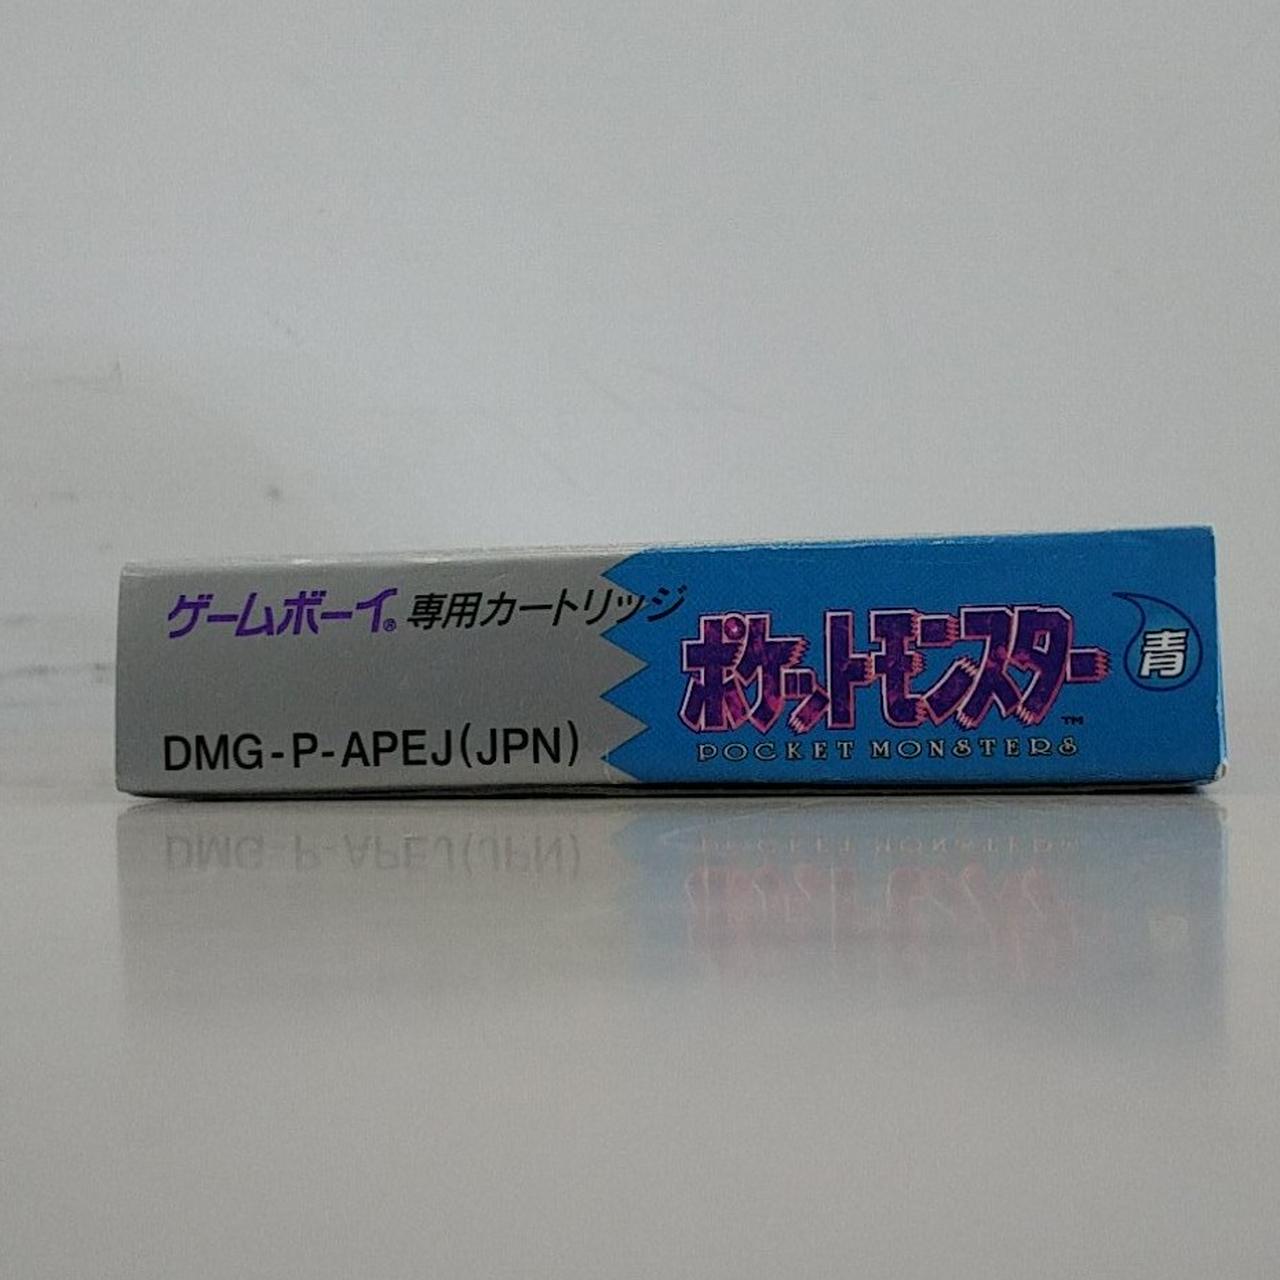 ゲームボーイ® 専用カートリッジ
DMG-P-APEJ(JPN)
ポケットモンスター
青
TM
POCKET MONSTERS